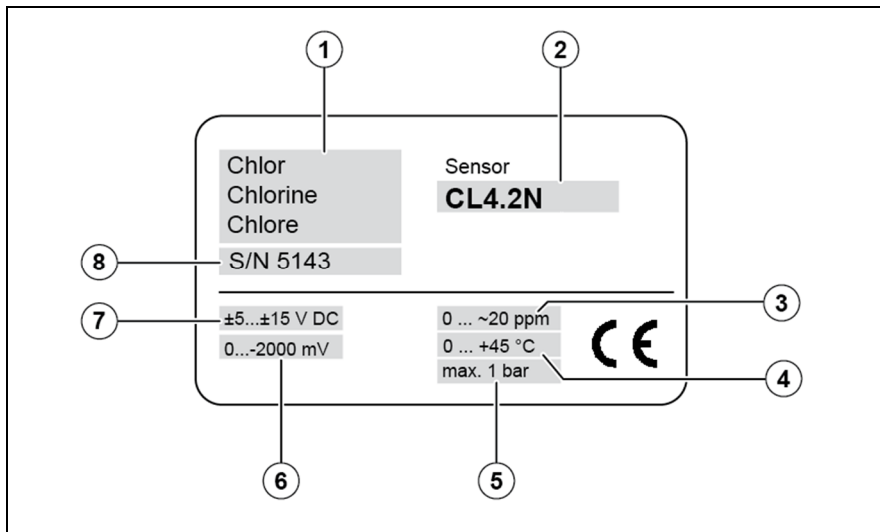 1
2
Chlor
Chlorine
Chlore
Sensor
CL4.2N
8
S/N 5143
7
±5...±15 V DC
0 ... ~20 ppm
3
0...-2000 mV
0 ... +45 °C
CE
4
max. 1 bar
6
5